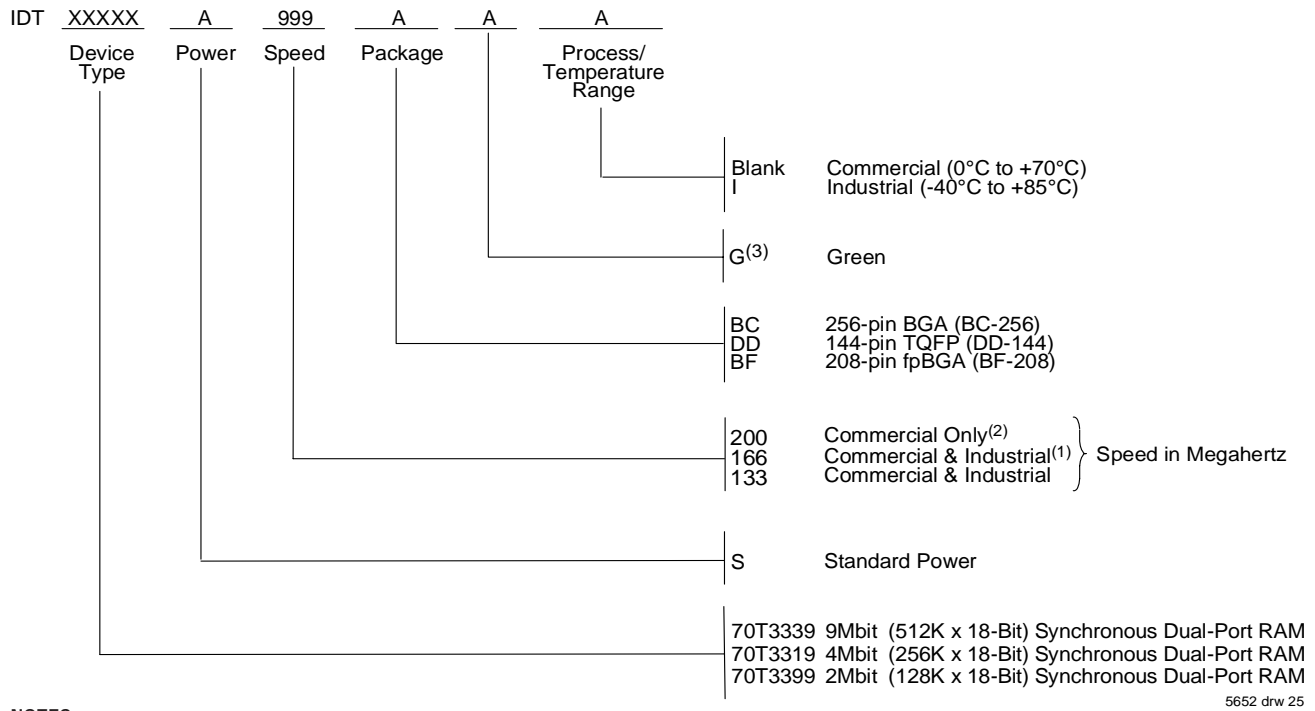 IDT XXXXX A 999 A A A
Device Type Power Speed Package Process/ Temperature Range
Blank Commercial (0°C to +70°C)
I Industrial (-40°C to +85°C)
G(3) Green
BC 256-pin BGA (BC-256)
DD 144-pin TQFP (DD-144)
BF 208-pin fpBGA (BF-208)
200 Commercial Only(2)
166 Commercial & Industrial(1)
133 Commercial & Industrial
Speed in Megahertz
S Standard Power
70T3339 9Mbit (512K x 18-Bit) Synchronous Dual-Port RAM
70T3319 4Mbit (256K x 18-Bit) Synchronous Dual-Port RAM
70T3399 2Mbit (128K x 18-Bit) Synchronous Dual-Port RAM
5652 drw 25